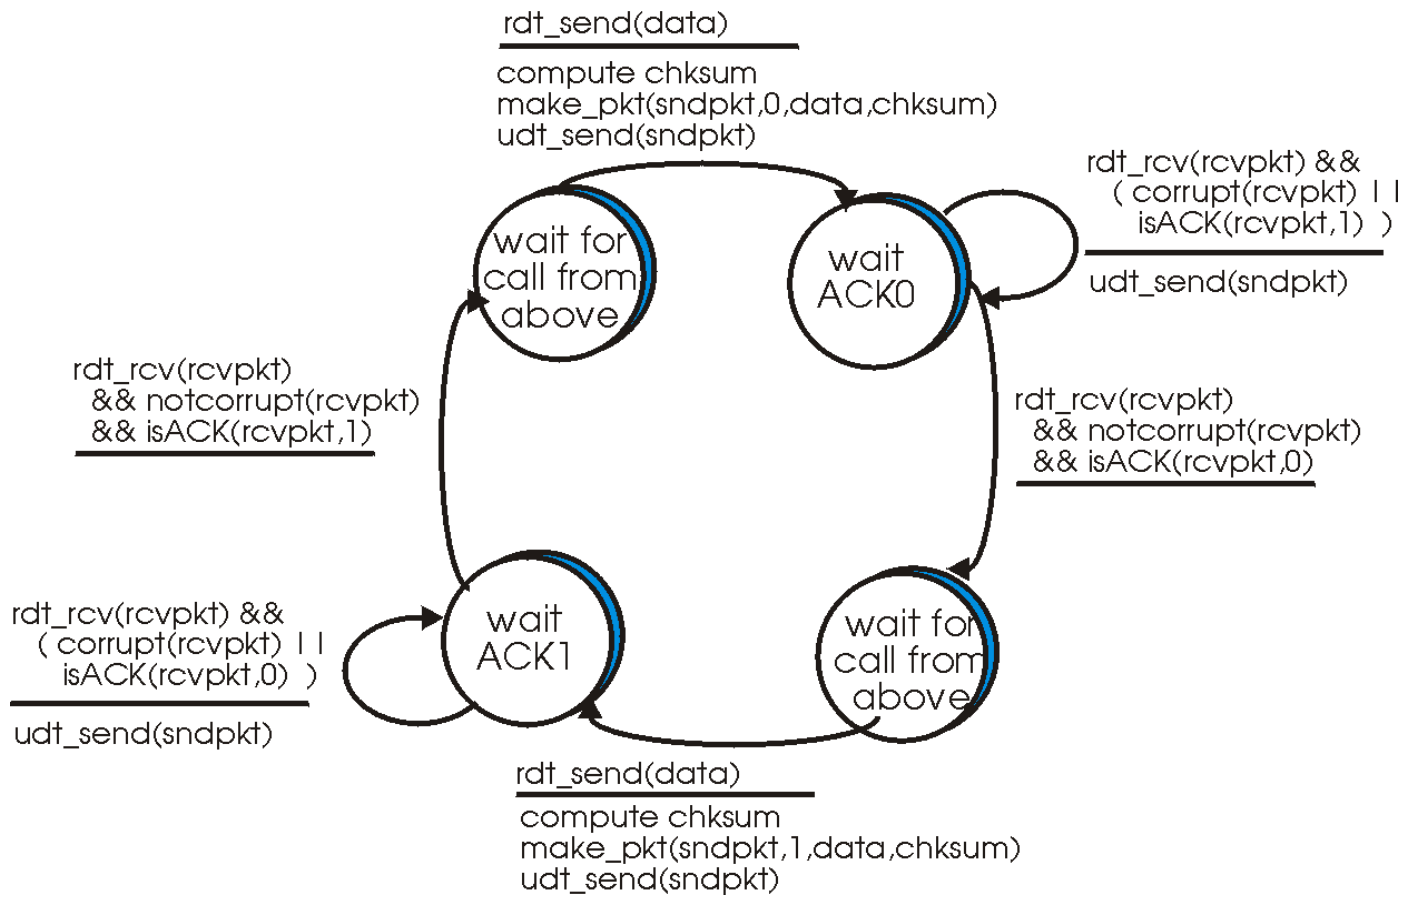 rdt_send(data)
compute chksum
make_pkt(sndpkt,0,data,chksum)
udt_send(sndpkt)
rdt_rcv(rcvpkt) &&
( corrupt(rcvpkt) | |
isACK(rcvpkt,1) )
udt_send(sndpkt)
wait for
call from
above
wait
ACK0
rdt_rcv(rcvpkt)
&& notcorrupt(rcvpkt)
&& isACK(rcvpkt,1)
rdt_rcv(rcvpkt)
&& notcorrupt(rcvpkt)
&& isACK(rcvpkt,0)
rdt_rcv(rcvpkt) &&
( corrupt(rcvpkt) | |
isACK(rcvpkt,0) )
udt_send(sndpkt)
wait
ACK1
wait for
call from
above
rdt_send(data)
compute chksum
make_pkt(sndpkt,1,data,chksum)
udt_send(sndpkt)